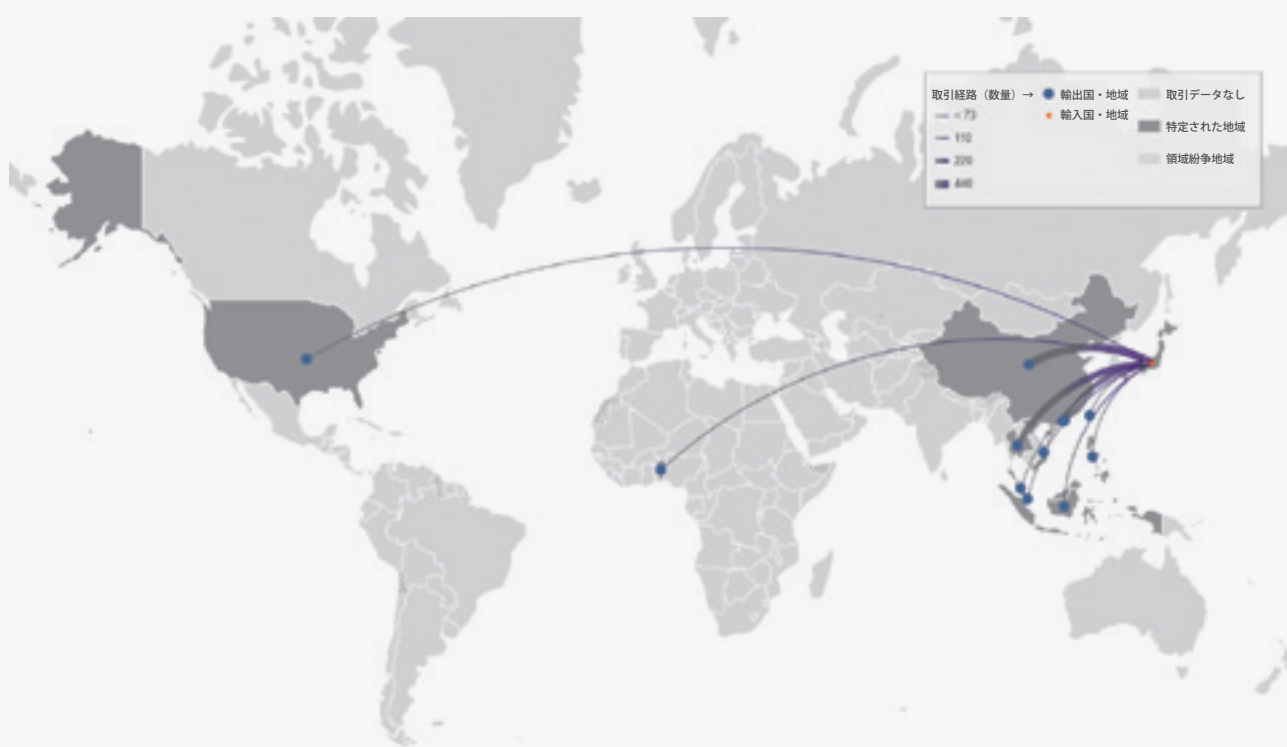 取引経路（数量）→
< 73
110
220
440
輸出国・地域
輸入国・地域
取引データなし
特定された地域
領域紛争地域